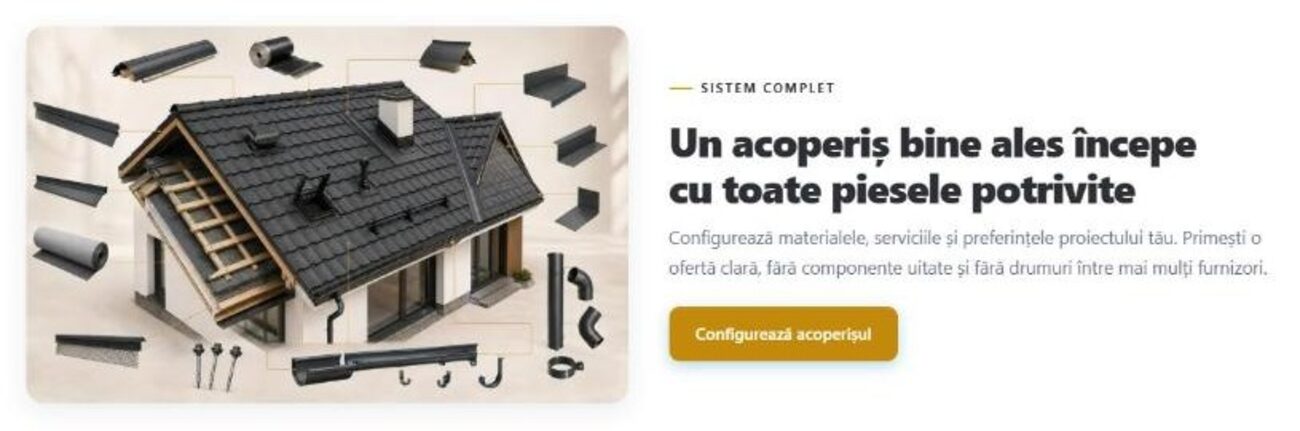 SISTEM COMPLET
Un acoperiș bine ales începe
cu toate piesele potrivite
Configurează materialele, serviciile și preferințele proiectului tău. Primești o
ofertă clară, fără componente uitate și fără drumuri între mai mulți furnizori.
Configurează acoperișul